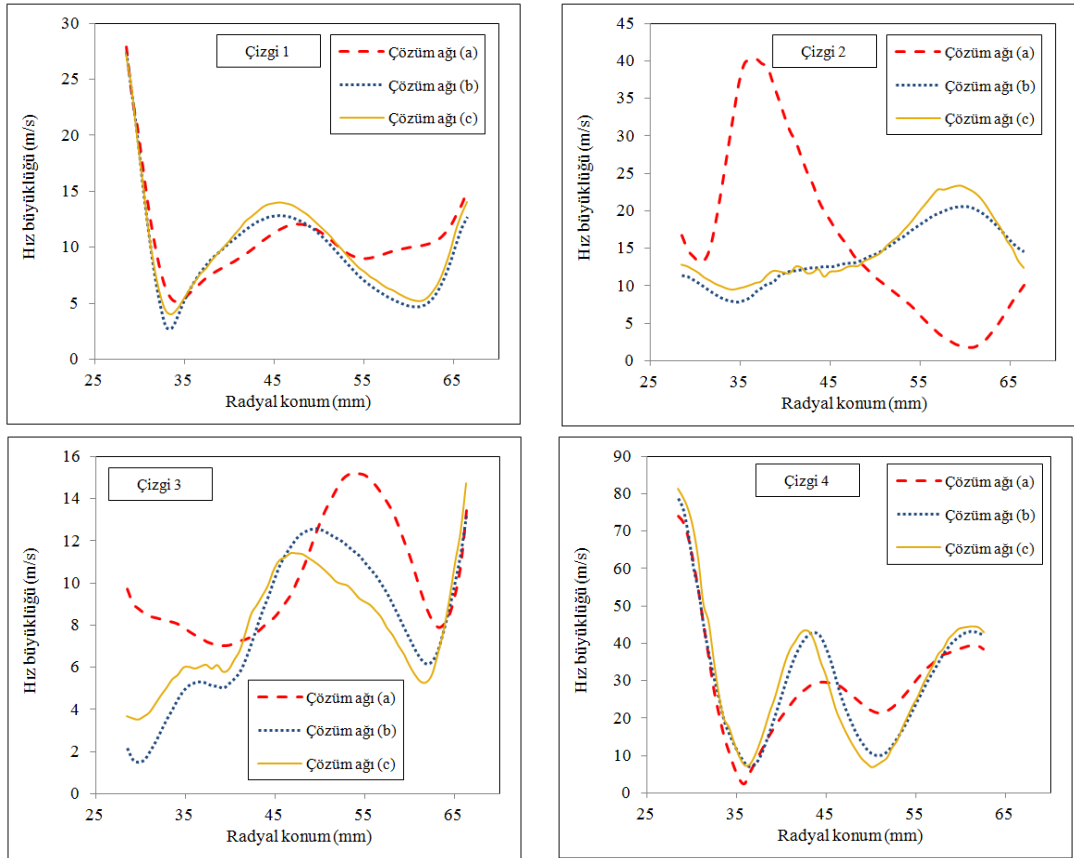 30
25
20
15
10
5
0
25
35
45
55
65
Hız büyüklüğü (m/s)
Radyal konum (mm)
Çizgi 1
Çözüm ağı (a)
Çözüm ağı (b)
Çözüm ağı (c)
45
40
35
30
25
20
15
10
5
0
25
35
45
55
65
Hız büyüklüğü (m/s)
Radyal konum (mm)
Çizgi 2
Çözüm ağı (a)
Çözüm ağı (b)
Çözüm ağı (c)
16
14
12
10
8
6
4
2
0
25
35
45
55
65
Hız büyüklüğü (m/s)
Radyal konum (mm)
Çizgi 3
Çözüm ağı (a)
Çözüm ağı (b)
Çözüm ağı (c)
90
80
70
60
50
40
30
20
10
0
25
35
45
55
65
Hız büyüklüğü (m/s)
Radyal konum (mm)
Çizgi 4
Çözüm ağı (a)
Çözüm ağı (b)
Çözüm ağı (c)